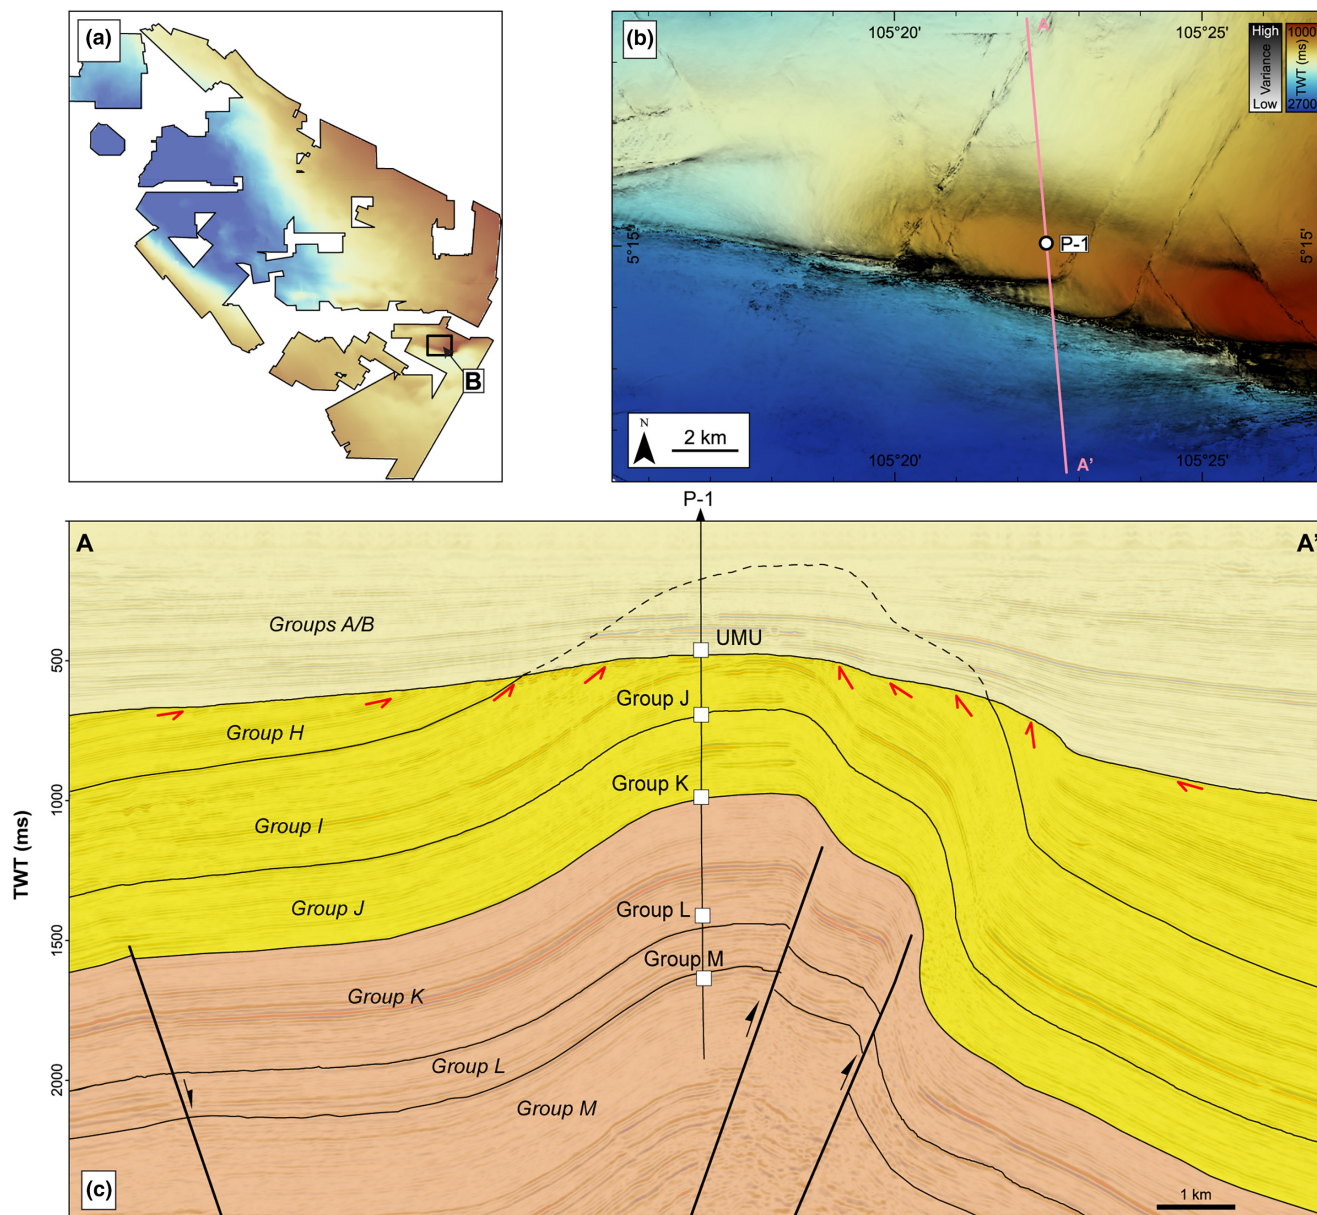 (a)
B
(b)
105°20'
A
105°25'
High
Variance
Low
1000
TWT (ms)
2700
5°15'
P-1
5°15'
N
2 km
105°20'
A'
105°25'
P-1
A
A'
Groups A/B
UMU
500
Group J
Group H
Group K
1000
Group I
TWT (ms)
Group J
Group L
1500
Group M
Group K
Group L
2000
Group M
(c)
1 km